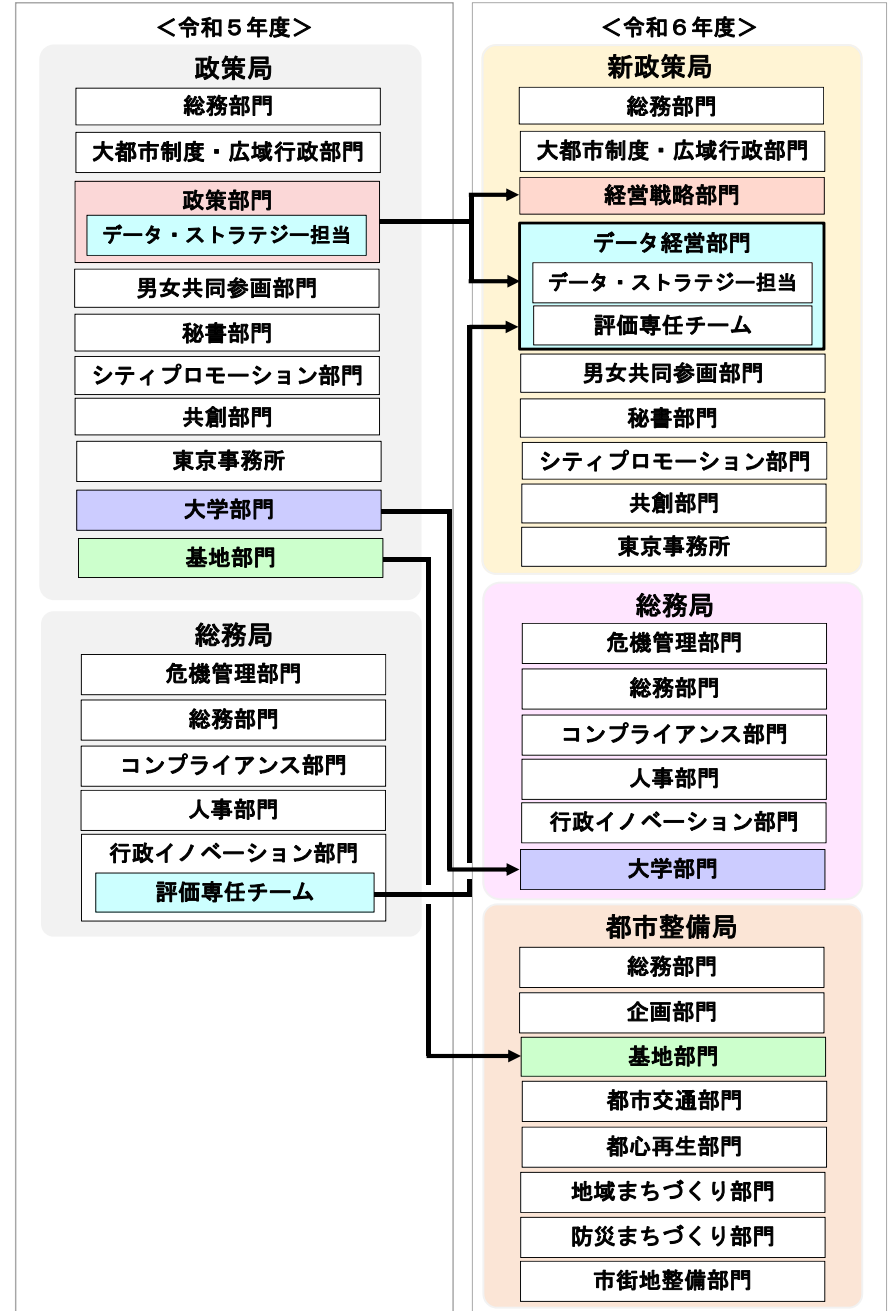 ＜令和５年度＞
政策局
総務部門
大都市制度・広域行政部門
政策部門
データ・ストラテジー担当
男女共同参画部門
秘書部門
シティプロモーション部門
共創部門
東京事務所
大学部門
基地部門
総務局
危機管理部門
総務部門
コンプライアンス部門
人事部門
行政イノベーション部門
評価専任チーム
＜令和６年度＞
新政策局
総務部門
大都市制度・広域行政部門
経営戦略部門
データ経営部門
データ・ストラテジー担当
評価専任チーム
男女共同参画部門
秘書部門
シティプロモーション部門
共創部門
東京事務所
総務局
危機管理部門
総務部門
コンプライアンス部門
人事部門
行政イノベーション部門
大学部門
都市整備局
総務部門
企画部門
基地部門
都市交通部門
都心再生部門
地域まちづくり部門
防災まちづくり部門
市街地整備部門